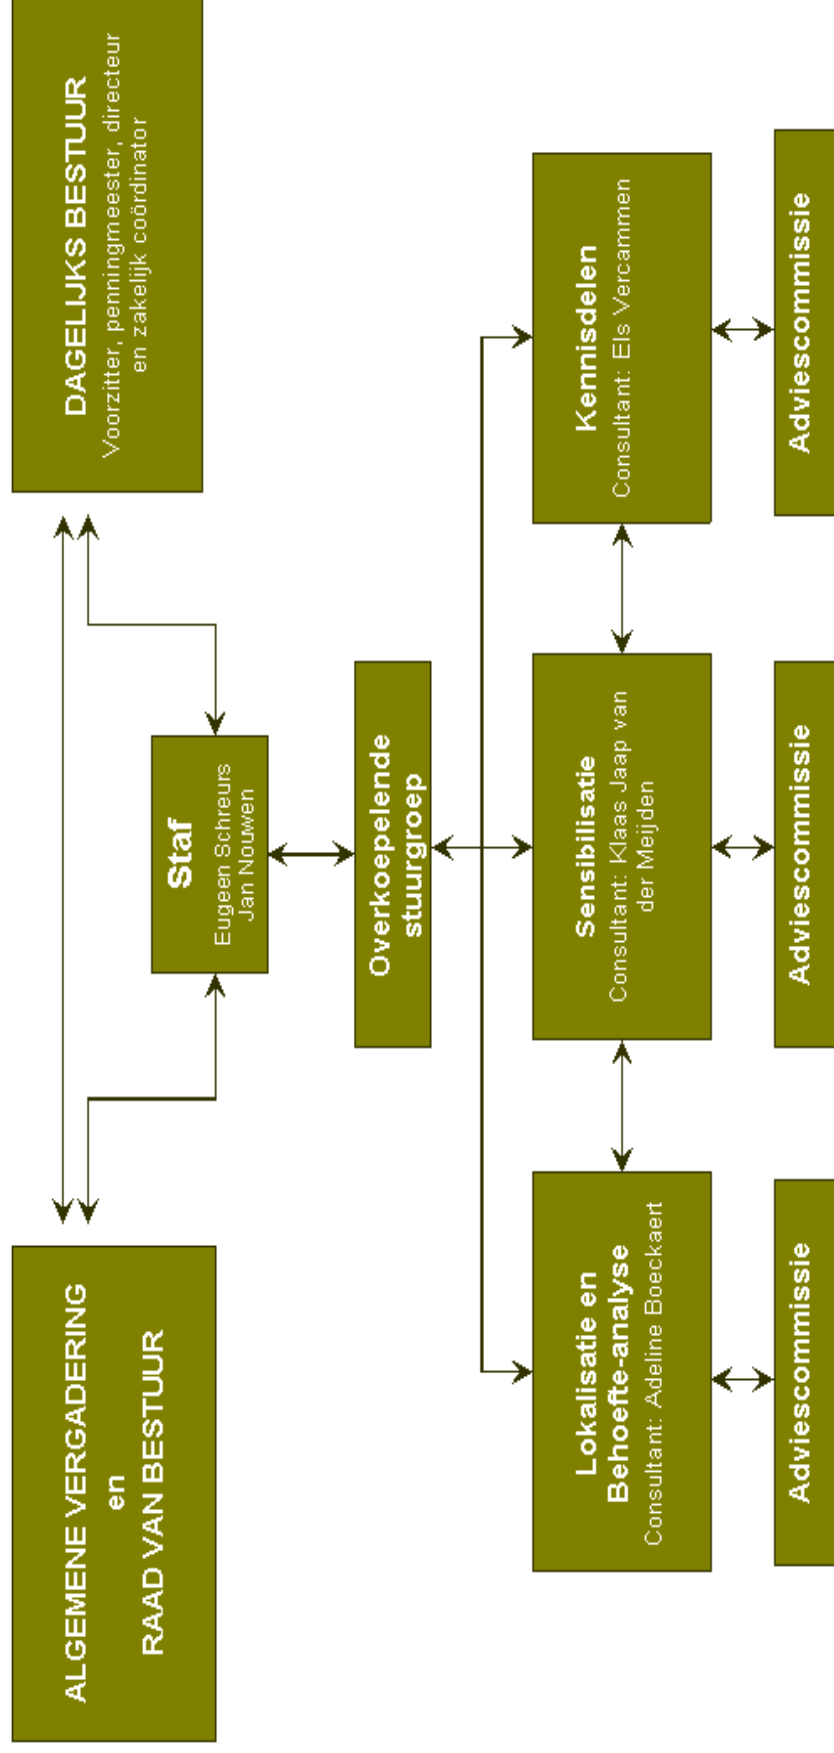 ALGEMENE VERGADERING
en
RAAD VAN BESTUUR
DAGELIJKS BESTUUR
Voorzitter, penningmeester, directeur
en zakelijk coördinator
Staf
Eugeen Schreurs
Jan Nouwen
Overkoepelende
stuurgroep
Lokalisatie en
Behoefte-analyse
Consultant: Adeline Boeckaert
Sensibilisatie
Consultant: Klaas Jaap van
der Meijden
Kennisdelen
Consultant: Els Vercammen
Adviescommissie
Adviescommissie
Adviescommissie